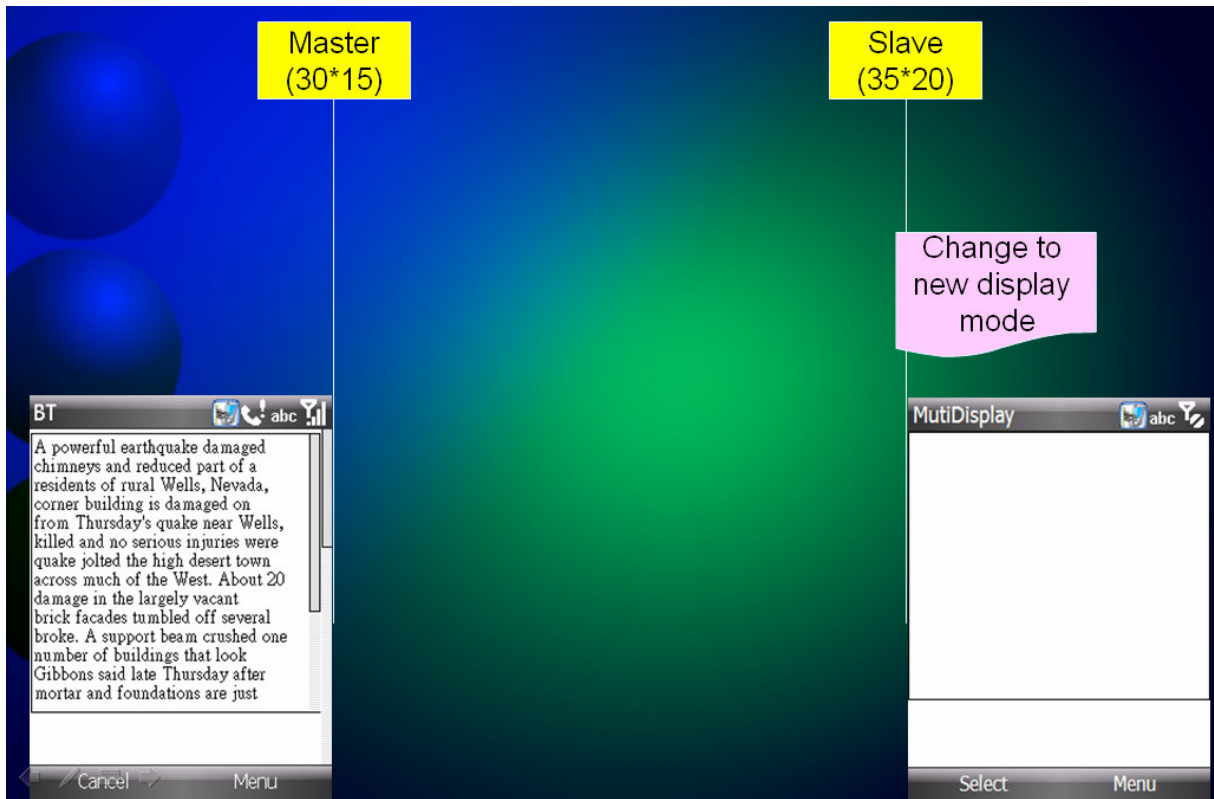 Master
(30*15)
Slave
(35*20)
Change to
new display
mode
BT
abc
A powerful earthquake damaged
chimneys and reduced part of a
residents of rural Wells, Nevada,
corner building is damaged on
from Thursday's quake near Wells,
killed and no serious injuries were
quake jolted the high desert town
across much of the West. About 20
damage in the largely vacant
brick facades tumbled off several
broke. A support beam crushed one
number of buildings that look
Gibbons said late Thursday after
mortar and foundations are just
Cancel
Menu
MutiDisplay
abc
Select
Menu